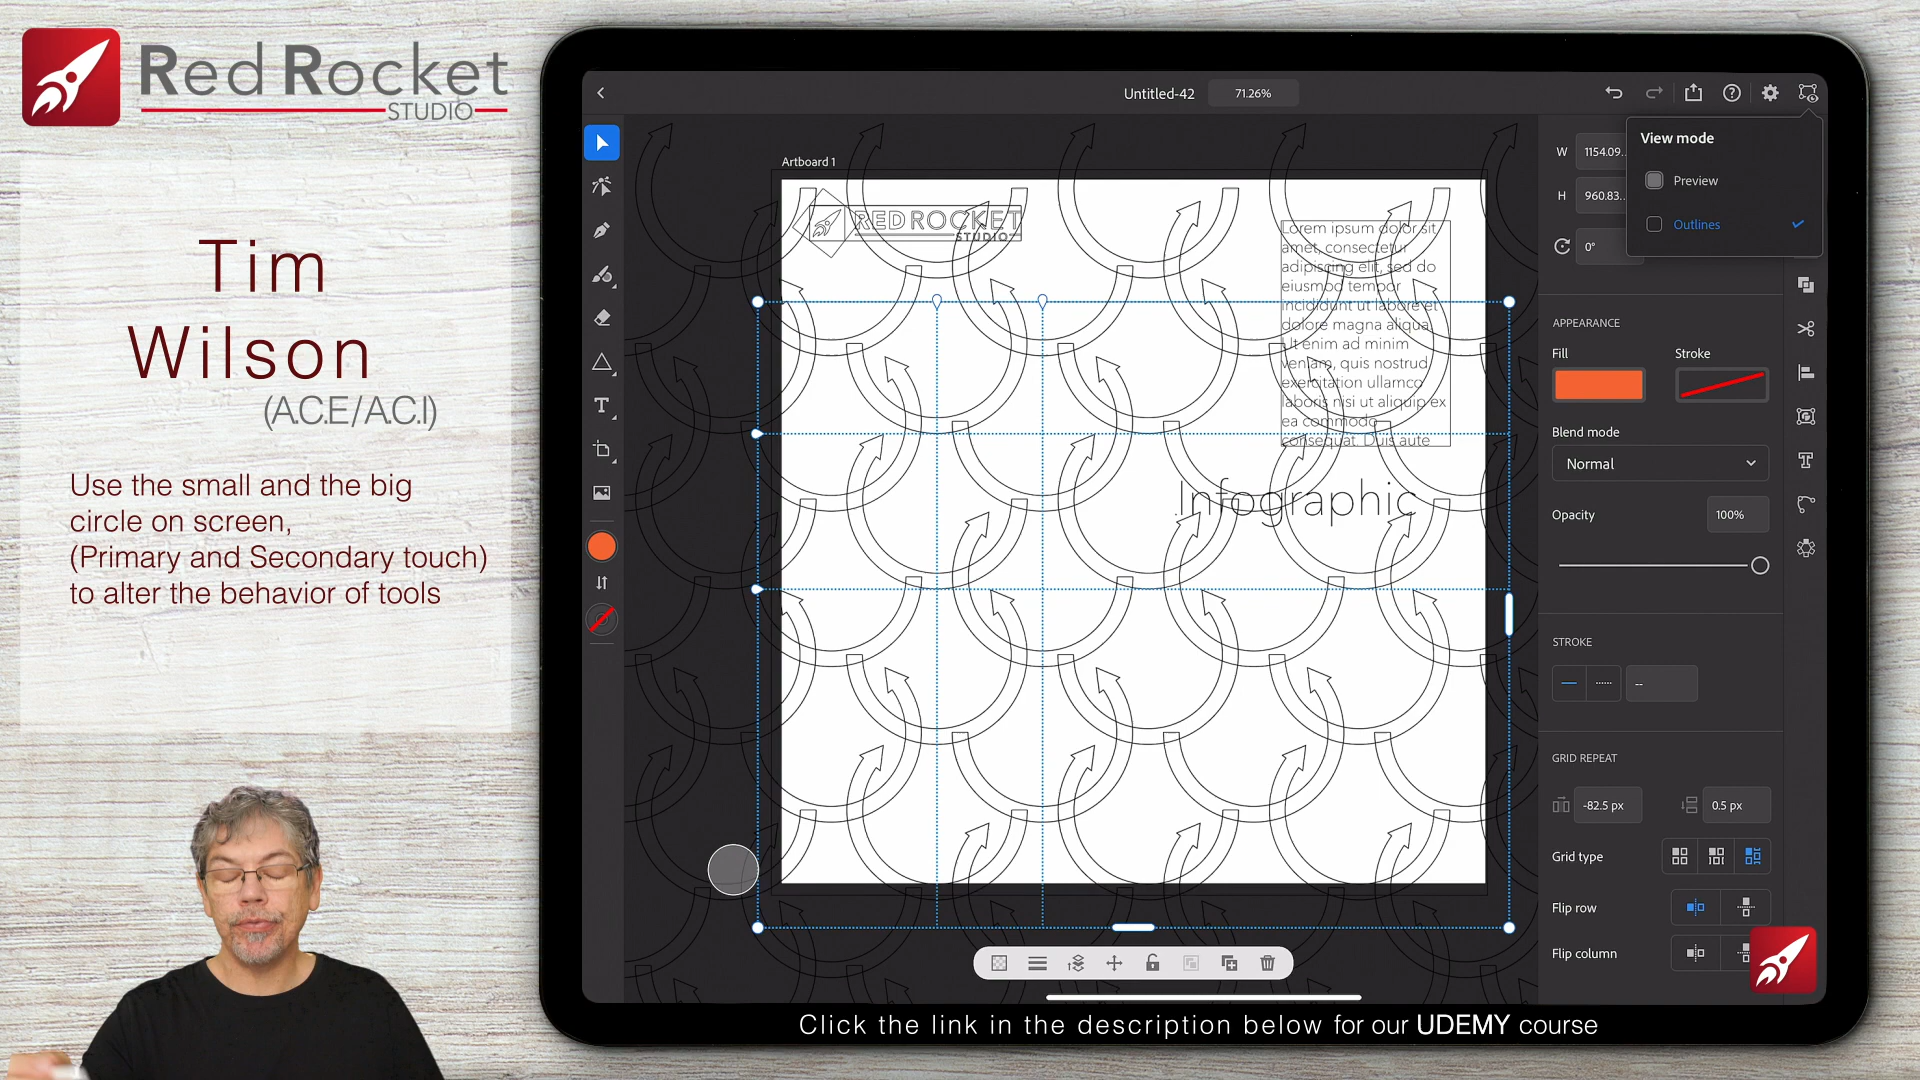 Red Rocket
STUDIO
Tim
Wilson
(A.C.E/A.C.I)
Use the small and the big
circle on screen,
(Primary and Secondary touch)
to alter the behavior of tools
Untitled-42
71.26%
Artboard 1
RED ROCKET
STUDIO
Lorem ipsum dolor sit
amet, consectetur
adipiscing elit, sed do
eiusmod tempor
incididunt ut labore et
dolore magna aliqua.
Ut enim ad minim
veniam, quis nostrud
exercitation ullamco
laboris nisi ut aliquip ex
ea commodo
consequat. Duis aute
Infographic
View mode
Preview
Outlines
W
1154.09..
H
960.83..
0°
APPEARANCE
Fill
Stroke
Blend mode
Normal
Opacity
100%
STROKE
--
GRID REPEAT
-82.5 px
0.5 px
Grid type
Flip row
Flip column
Click the link in the description below for our UDEMY course